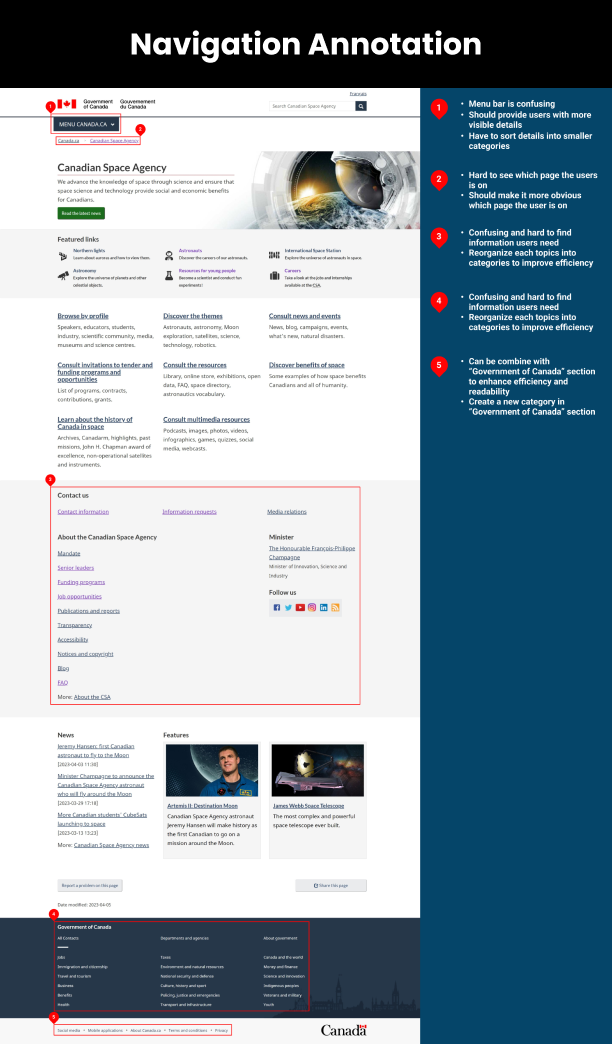 Navigation Annotation
Français
Government of Canada
Gouvernement du Canada
Search Canadian Space Agency
1
MENU CANADA.CA
2
Canada.ca
Canadian Space Agency
Canadian Space Agency
We advance the knowledge of space through science and ensure that
space science and technology provide social and economic benefits
for Canadians.
Read the latest news
Featured links
Northern lights
Learn about auroras and how to view them.
Astronauts
Discover the careers of our astronauts.
International Space Station
Explore the universe of astronauts in space.
Astronomy
Explore the universe of planets and other
celestial objects.
Resources for young people
Become a scientist and conduct fun
experiments!
Careers
Take a look at the jobs and internships
available at the CSA.
Browse by profile
Speakers, educators, students,
industry, scientific community, media,
museums and science centres.
Discover the themes
Astronauts, astronomy, Moon
exploration, satellites, science,
technology, robotics.
Consult news and events
News, blog, campaigns, events,
what's new, natural disasters.
Consult invitations to tender and
funding programs and
opportunities
List of programs, contracts,
contributions, grants.
Consult the resources
Library, online store, exhibitions, open
data, FAQ, space directory,
astronautics vocabulary.
Discover benefits of space
Some examples of how space benefits
Canadians and all of humanity.
Learn about the history of
Canada in space
Archives, Canadarm, highlights, past
missions, John H. Chapman award of
excellence, non-operational satellites
and instruments.
Consult multimedia resources
Podcasts, images, photos, videos,
infographics, games, quizzes, social
media, webcasts.
3
Contact us
Contact information
Information requests
Media relations
About the Canadian Space Agency
Mandate
Senior leaders
Funding programs
Job opportunities
Publications and reports
Transparency
Accessibility
Notices and copyright
Blog
FAQ
More: About the CSA
Minister
The Honourable François-Philippe
Champagne
Minister of Innovation, Science and
Industry
Follow us
News
Jeremy Hansen: first Canadian
astronaut to fly to the Moon
[2023-04-03 11:30]
Minister Champagne to announce the
Canadian Space Agency astronaut
who will fly around the Moon
[2023-03-29 17:18]
More Canadian students' CubeSats
launching to space
[2023-03-13 13:23]
More: Canadian Space Agency news
Features
Artemis II: Destination Moon
Canadian Space Agency astronaut
Jeremy Hansen will make history as
the first Canadian to go on a
mission around the Moon.
James Webb Space Telescope
The most complex and powerful
space telescope ever built.
Report a problem on this page
Share this page
Date modified: 2023-04-05
4
Government of Canada
All Contacts
Departments and agencies
About government
Jobs
Taxes
Canada and the world
Immigration and citizenship
Environment and natural resources
Money and finance
Travel and tourism
National security and defence
Science and innovation
Business
Culture, history and sport
Indigenous peoples
Benefits
Policing, justice and emergencies
Veterans and military
Health
Transport and infrastructure
Youth
5
Social media • Mobile applications • About Canada.ca • Terms and conditions • Privacy
Canada
1
• Menu bar is confusing
• Should provide users with more
visible details
• Have to sort details into smaller
categories
2
• Hard to see which page the users
is on
• Should make it more obvious
which page the user is on
3
• Confusing and hard to find
information users need
• Reorganize each topics into
categories to improve efficiency
4
• Confusing and hard to find
information users need
• Reorganize each topics into
categories to improve efficiency
5
• Can be combine with
“Government of Canada” section
to enhance efficiency and
readability
• Create a new category in
“Government of Canada” section